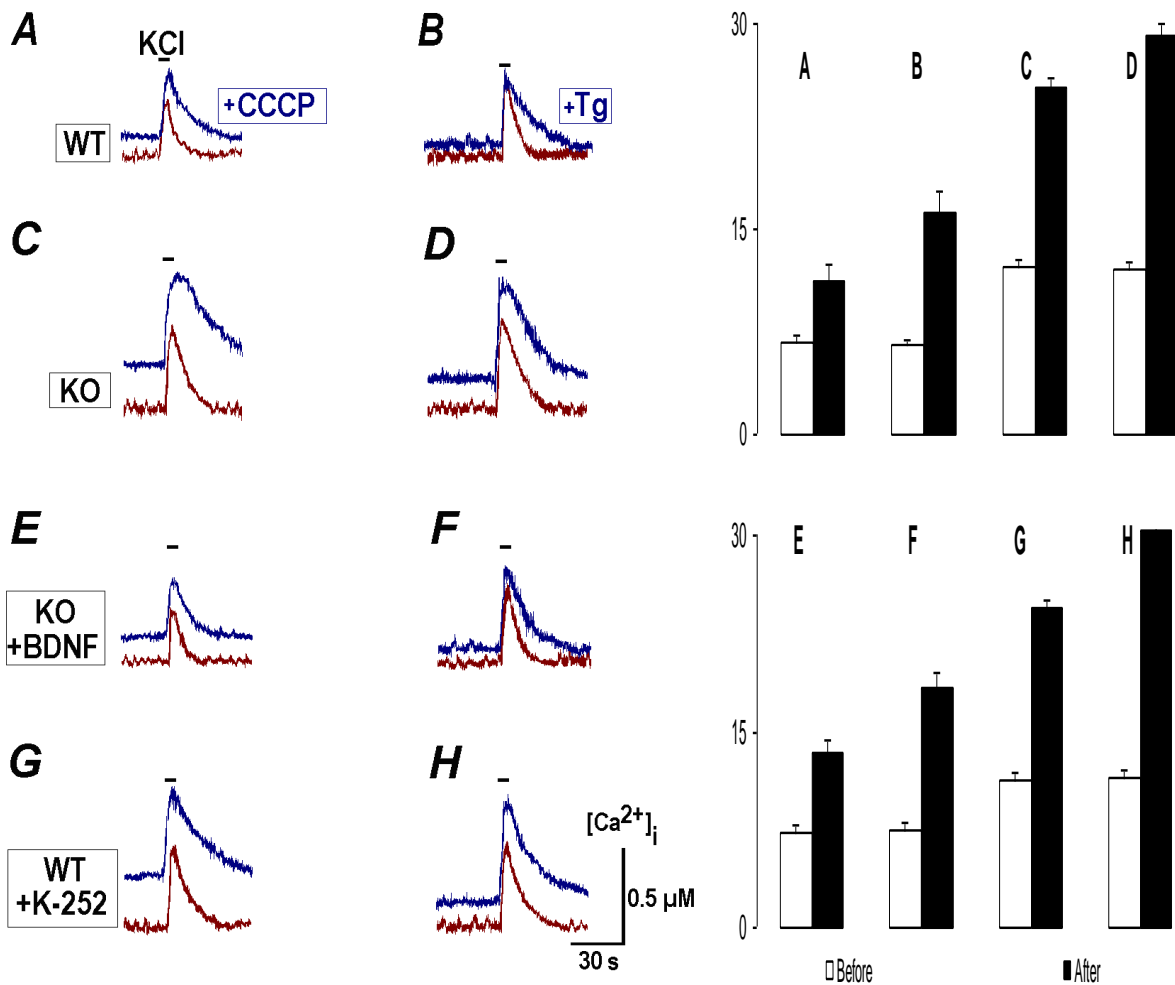 A
KCl
+CCCP
WT
B
+Tg
C
KO
D
E
KO
+BDNF
F
G
WT
+K-252
H
[Ca2+]i
0.5 µM
30 s
30
15
0
A
B
C
D
30
15
0
E
F
G
H
Before
After